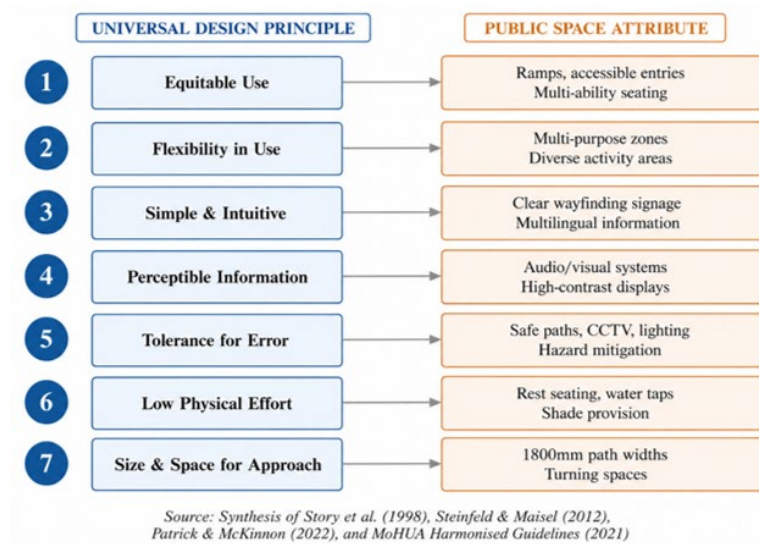 UNIVERSAL DESIGN PRINCIPLE
PUBLIC SPACE ATTRIBUTE
1
Equitable Use
Ramps, accessible entries
Multi-ability seating
2
Flexibility in Use
Multi-purpose zones
Diverse activity areas
3
Simple & Intuitive
Clear wayfinding signage
Multilingual information
4
Perceptible Information
Audio/visual systems
High-contrast displays
5
Tolerance for Error
Safe paths, CCTV, lighting
Hazard mitigation
6
Low Physical Effort
Rest seating, water taps
Shade provision
7
Size & Space for Approach
1800mm path widths
Turning spaces
Source: Synthesis of Story et al. (1998), Steinfeld & Maisel (2012),
Patrick & McKinnon (2022), and MoHUA Harmonised Guidelines (2021)